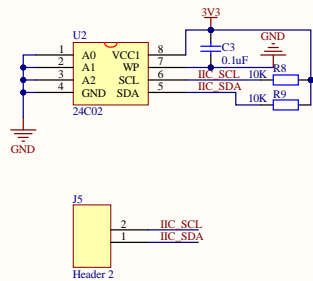 3V3
U2
GND
1 A0 VCC1 8
C3
2 A1 WP 7
0.1uF
3 A2 SCL 6 IIC_SCL 10K R8
4 GND SDA 5 IIC_SDA
24C02
10K R9
GND
J5
2 IIC_SCL
1 IIC_SDA
Header 2